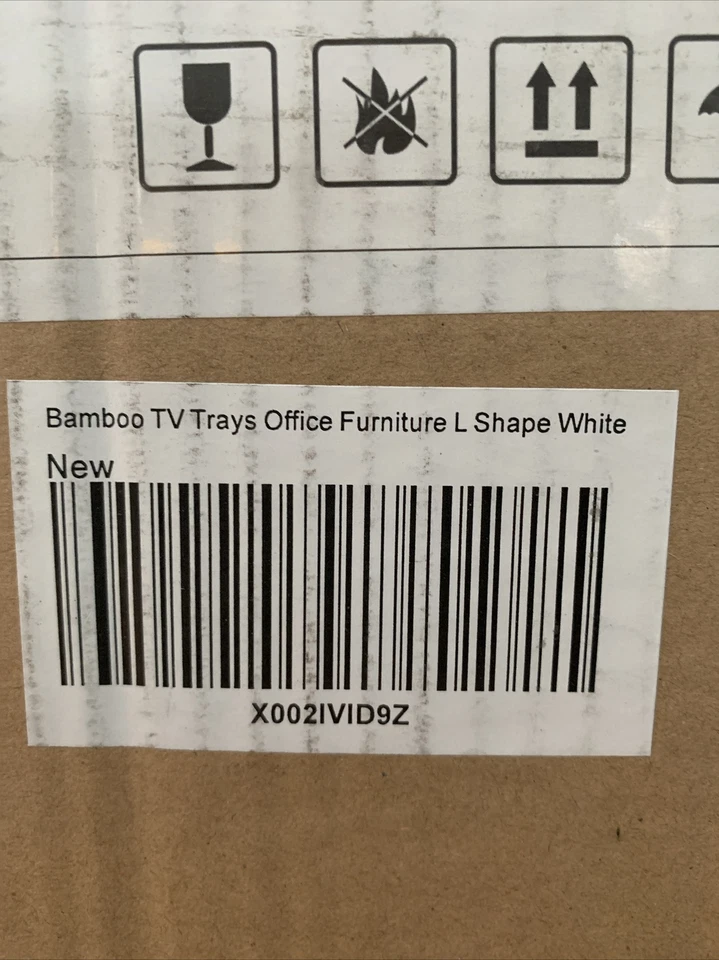 Bamboo TV Trays Office Furniture L Shape White
New
X002IVID9Z